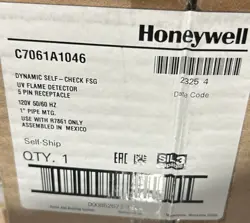 Honeywell
C7061A1046
DYNAMIC SELF-CHECK FSG
UV FLAME DETECTOR
5 PIN RECEPTACLE
120V 50/60 HZ
1" PIPE MTG.
USE WITH R7861 ONLY
ASSEMBLED IN MEXICO
2325 4
Date Code
Self-Ship
QTY. 1
EAC
SIL 3